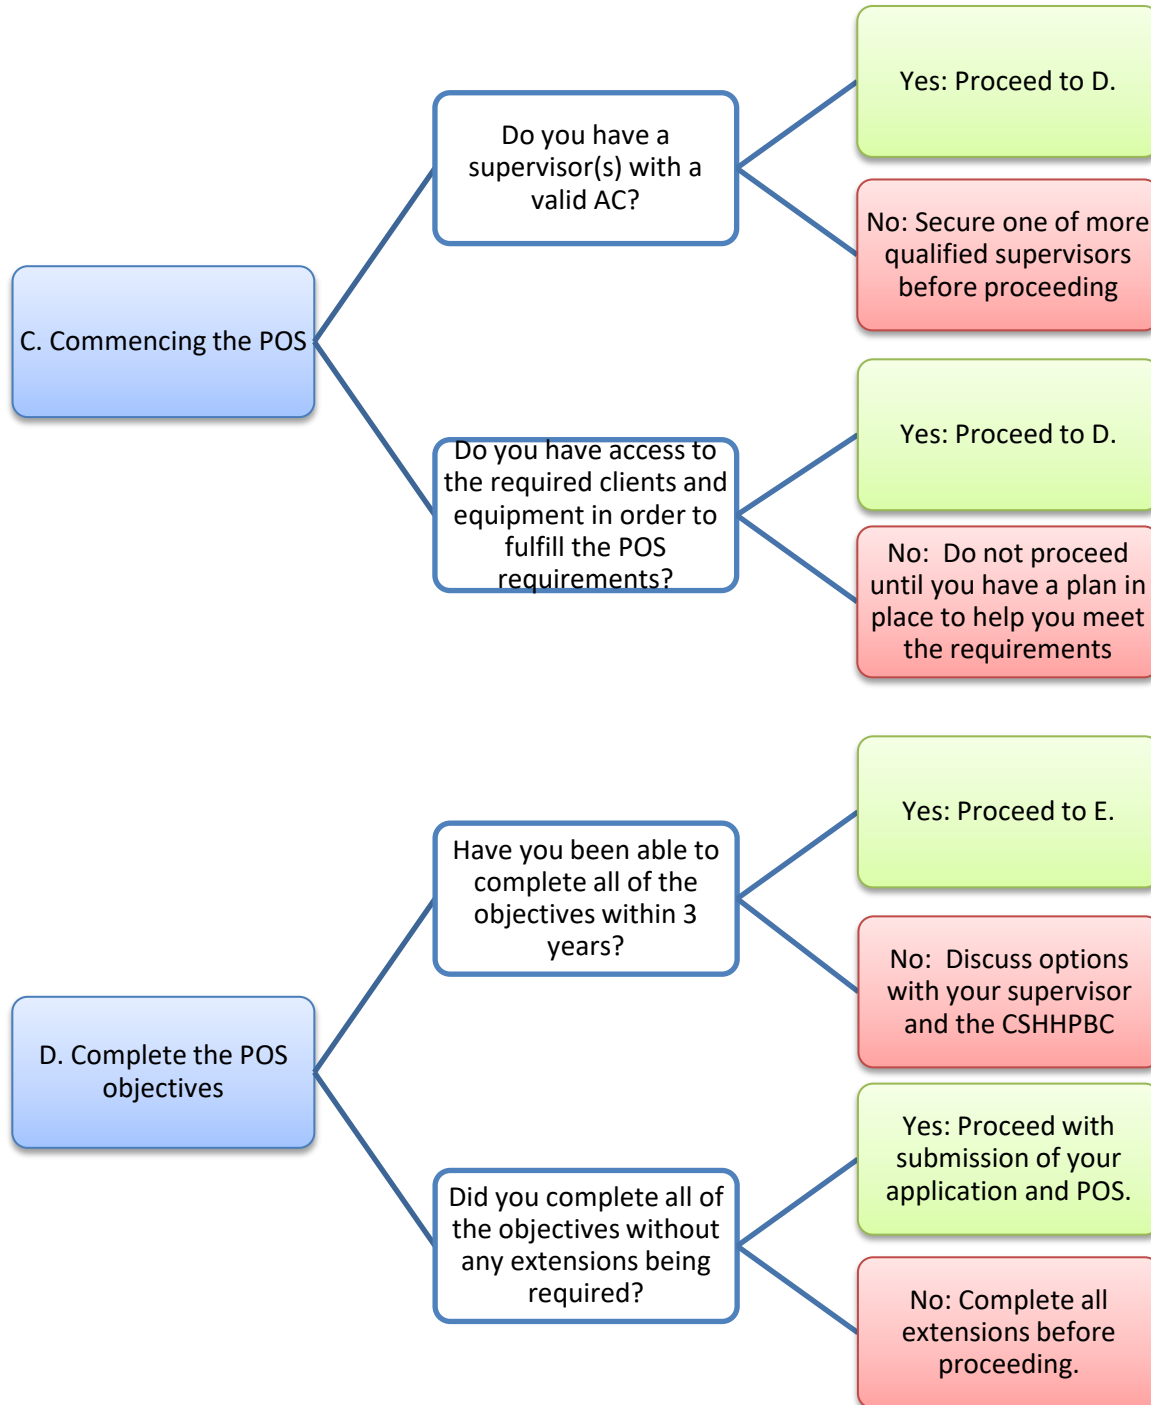 C. Commencing the POS
Do you have a
supervisor(s) with a
valid AC?
Yes: Proceed to D.
No: Secure one of more
qualified supervisors
before proceeding
Do you have access to
the required clients and
equipment in order to
fulfill the POS
requirements?
Yes: Proceed to D.
No:  Do not proceed
until you have a plan in
place to help you meet
the requirements
D. Complete the POS
objectives
Have you been able to
complete all of the
objectives within 3
years?
Yes: Proceed to E.
No:  Discuss options
with your supervisor
and the CSHHPBC
Did you complete all of
the objectives without
any extensions being
required?
Yes: Proceed with
submission of your
application and POS.
No: Complete all
extensions before
proceeding.